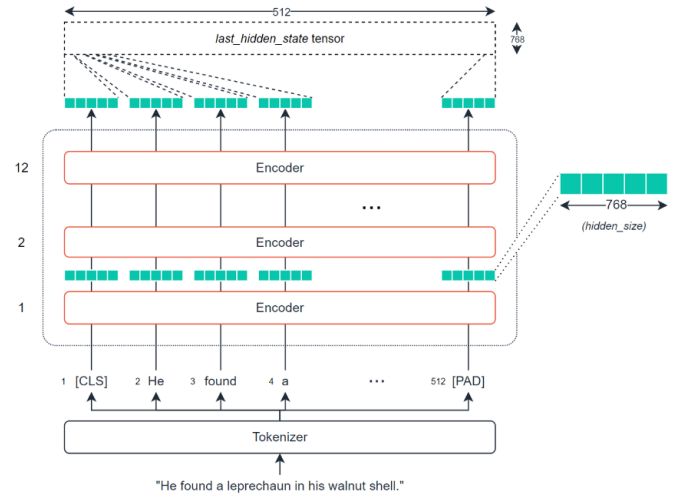 512
last_hidden_state tensor
768
12
Encoder
...
2
Encoder
768
(hidden_size)
1
Encoder
1 [CLS] 2 He 3 found 4 a ... 512 [PAD]
Tokenizer
"He found a leprechaun in his walnut shell."